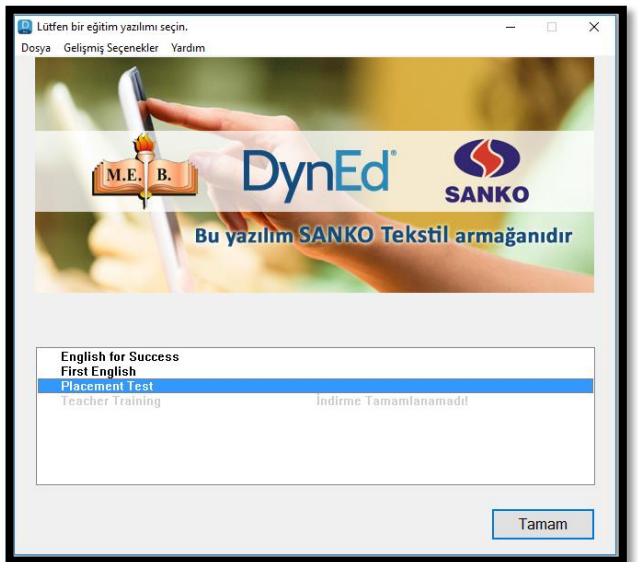 Lütfen bir eğitim yazılımı seçin.
Dosya Gelişmiş Seçenekler Yardım
M.E. B.
DynEd
SANKO
Bu yazılım SANKO Tekstil armağanıdır
English for Success
First English
Placement Test
Teacher Training İndirme Tamamlanamadı!
Tamam